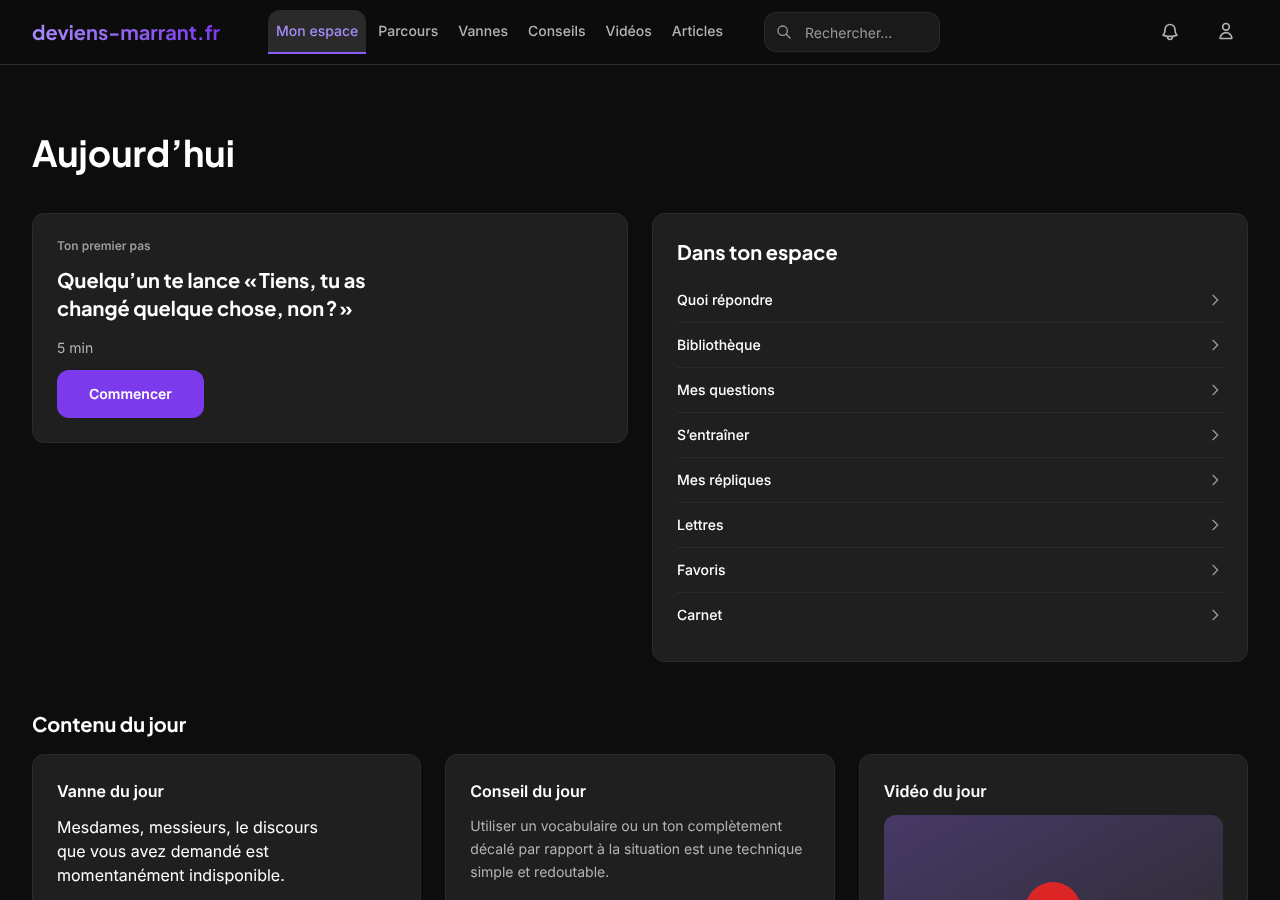 deviens-marrant.fr
Mon espace
Parcours
Vannes
Conseils
Vidéos
Articles
Rechercher...
Aujourd’hui
Ton premier pas
Quelqu’un te lance « Tiens, tu as
changé quelque chose, non ? »
5 min
Commencer
Dans ton espace
Quoi répondre
Bibliothèque
Mes questions
S’entraîner
Mes répliques
Lettres
Favoris
Carnet
Contenu du jour
Vanne du jour
Mesdames, messieurs, le discours
que vous avez demandé est
momentanément indisponible.
Conseil du jour
Utiliser un vocabulaire ou un ton complètement
décalé par rapport à la situation est une technique
simple et redoutable.
Vidéo du jour